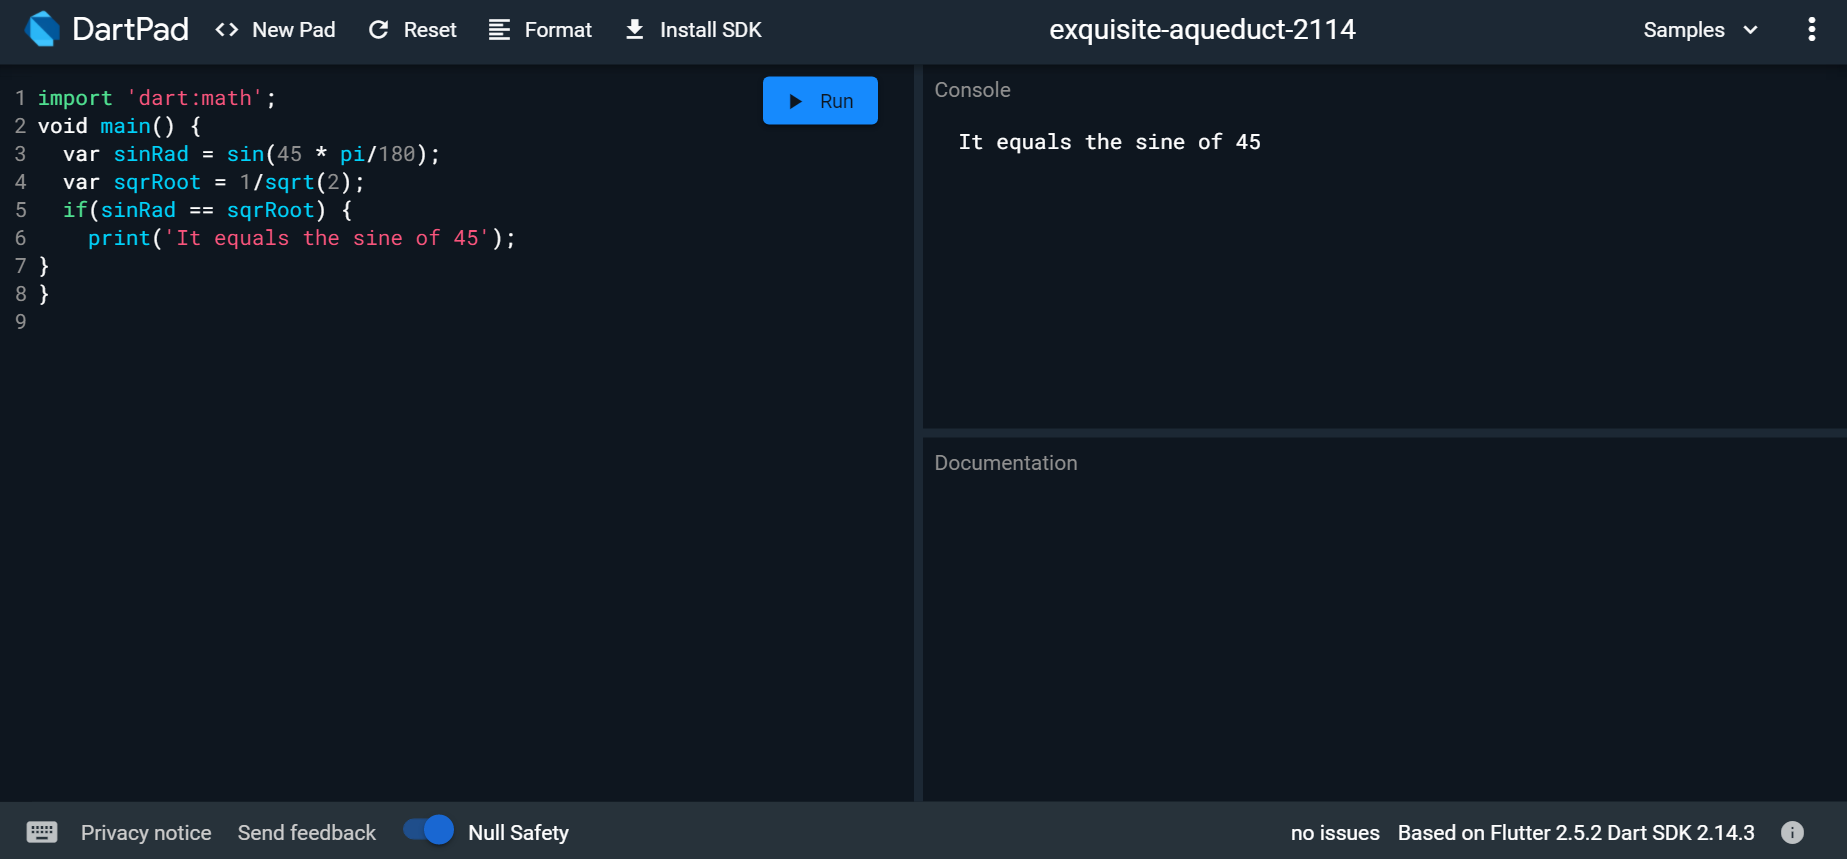 DartPad <> New Pad Reset Format Install SDK exquisite-aqueduct-2114 Samples
1 import 'dart:math';
2 void main() {
3   var sinRad = sin(45 * pi/180);
4   var sqrRoot = 1/sqrt(2);
5   if(sinRad == sqrRoot) {
6     print('It equals the sine of 45');
7 }
8 }
9
Run
Console
It equals the sine of 45
Documentation
Privacy notice Send feedback Null Safety no issues Based on Flutter 2.5.2 Dart SDK 2.14.3